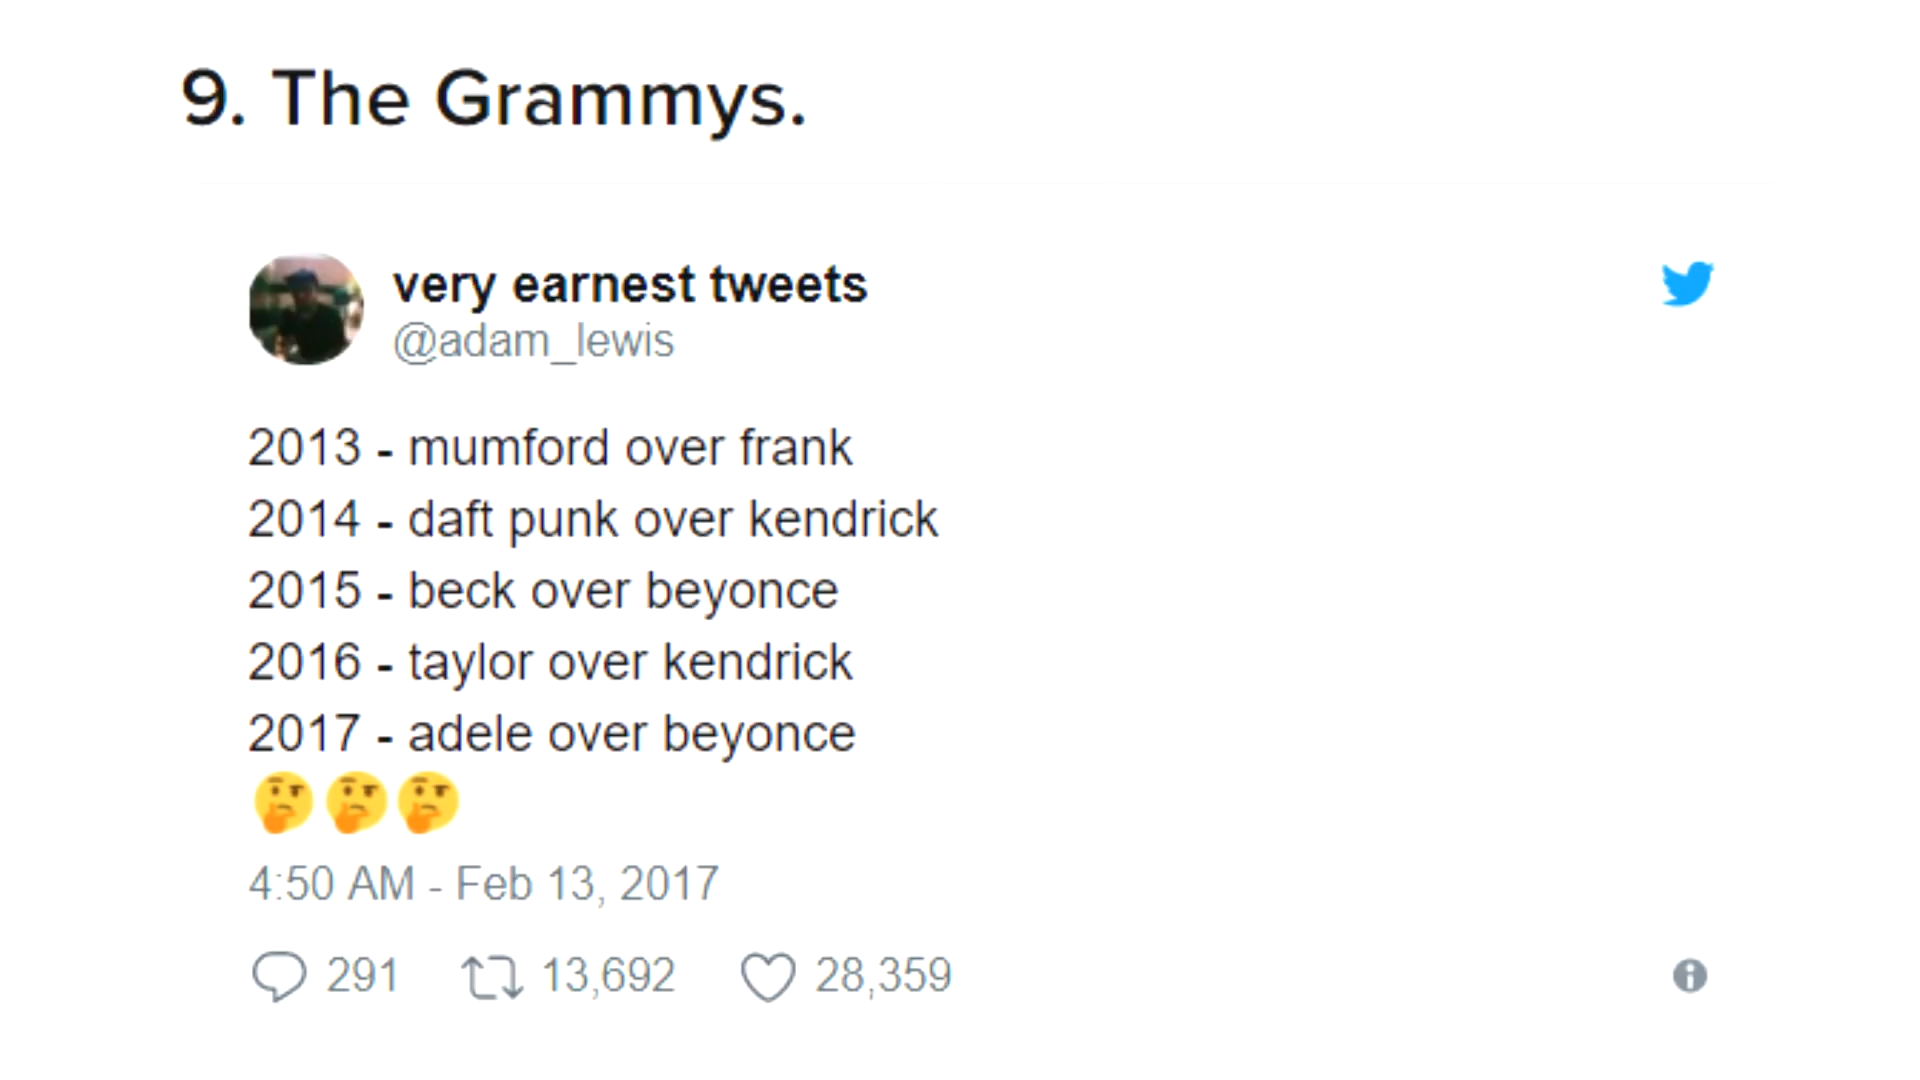 9. The Grammys.
very earnest tweets
@adam_lewis
2013 - mumford over frank
2014 - daft punk over kendrick
2015 - beck over beyonce
2016 - taylor over kendrick
2017 - adele over beyonce
🤔🤔🤔
4:50 AM - Feb 13, 2017
291 13,692 28,359